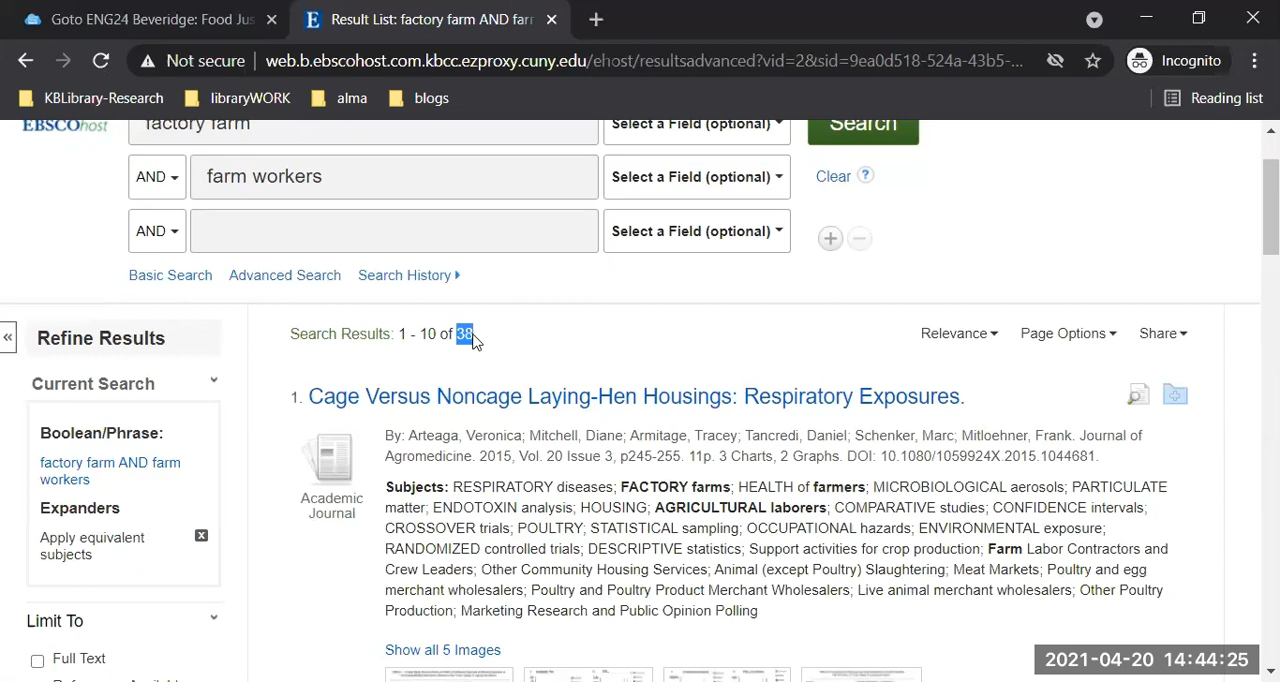 Goto ENG24 Beveridge: Food Jus
Result List: factory farm AND farr
Not secure
web.b.ebscohost.com.kbcc.ezproxy.cuny.edu/ehost/resultsadvanced?vid=2&sid=9ea0d518-524a-43b5-...
Incognito
KBLibrary-Research
libraryWORK
alma
blogs
Reading list
EBSCOhost
factory farm
Select a Field (optional)
Search
AND
farm workers
Select a Field (optional)
Clear ?
AND
Select a Field (optional)
Basic Search
Advanced Search
Search History
Refine Results
Search Results: 1 - 10 of 38
Relevance
Page Options
Share
Current Search
Boolean/Phrase:
factory farm AND farm
workers
Expanders
Apply equivalent
subjects
Limit To
Full Text
1. Cage Versus Noncage Laying-Hen Housings: Respiratory Exposures.
Academic
Journal
By: Arteaga, Veronica; Mitchell, Diane; Armitage, Tracey; Tancredi, Daniel; Schenker, Marc; Mitloehner, Frank. Journal of
Agromedicine. 2015, Vol. 20 Issue 3, p245-255. 11p. 3 Charts, 2 Graphs. DOI: 10.1080/1059924X.2015.1044681.
Subjects: RESPIRATORY diseases; FACTORY farms; HEALTH of farmers; MICROBIOLOGICAL aerosols; PARTICULATE
matter; ENDOTOXIN analysis; HOUSING; AGRICULTURAL laborers; COMPARATIVE studies; CONFIDENCE intervals;
CROSSOVER trials; POULTRY; STATISTICAL sampling; OCCUPATIONAL hazards; ENVIRONMENTAL exposure;
RANDOMIZED controlled trials; DESCRIPTIVE statistics; Support activities for crop production; Farm Labor Contractors and
Crew Leaders; Other Community Housing Services; Animal (except Poultry) Slaughtering; Meat Markets; Poultry and egg
merchant wholesalers; Poultry and Poultry Product Merchant Wholesalers; Live animal merchant wholesalers; Other Poultry
Production; Marketing Research and Public Opinion Polling
Show all 5 Images
2021-04-20 14:44:25